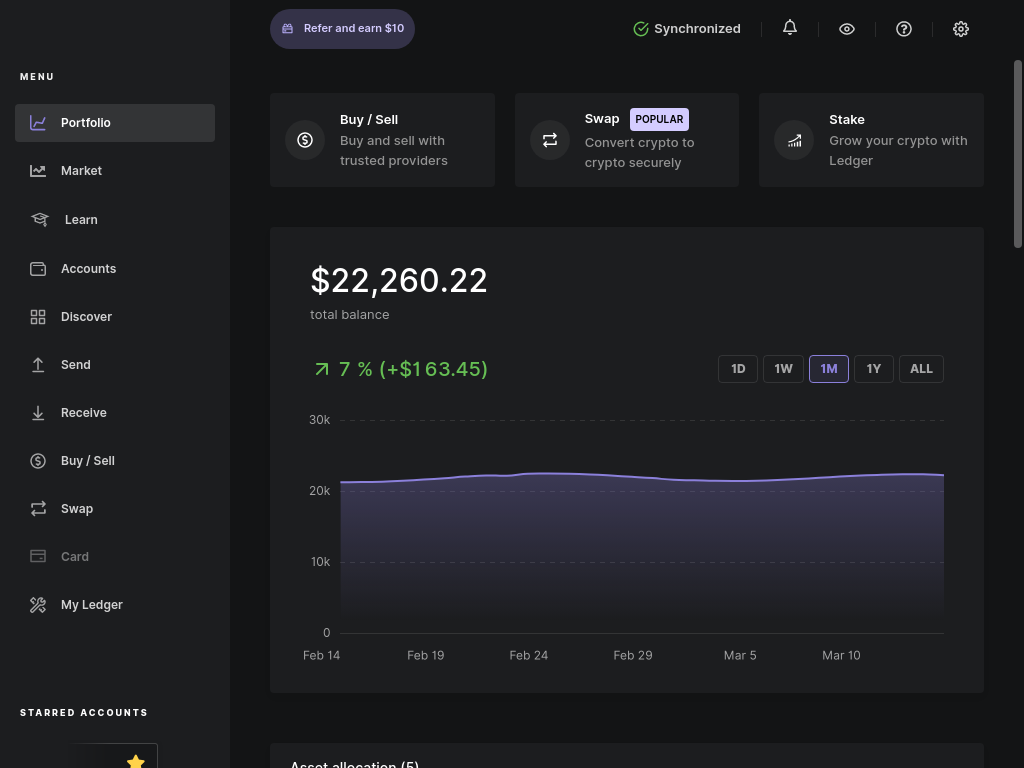 Refer and earn $10
Synchronized
MENU
Portfolio
Market
Learn
Accounts
Discover
Send
Receive
Buy / Sell
Swap
Card
My Ledger
STARRED ACCOUNTS
Buy / Sell
Buy and sell with
trusted providers
Swap POPULAR
Convert crypto to
crypto securely
Stake
Grow your crypto with
Ledger
$22,260.22
total balance
7 % (+$163.45)
1D 1W 1M 1Y ALL
30k
20k
10k
0
Feb 14 Feb 19 Feb 24 Feb 29 Mar 5 Mar 10
Asset allocation (5)